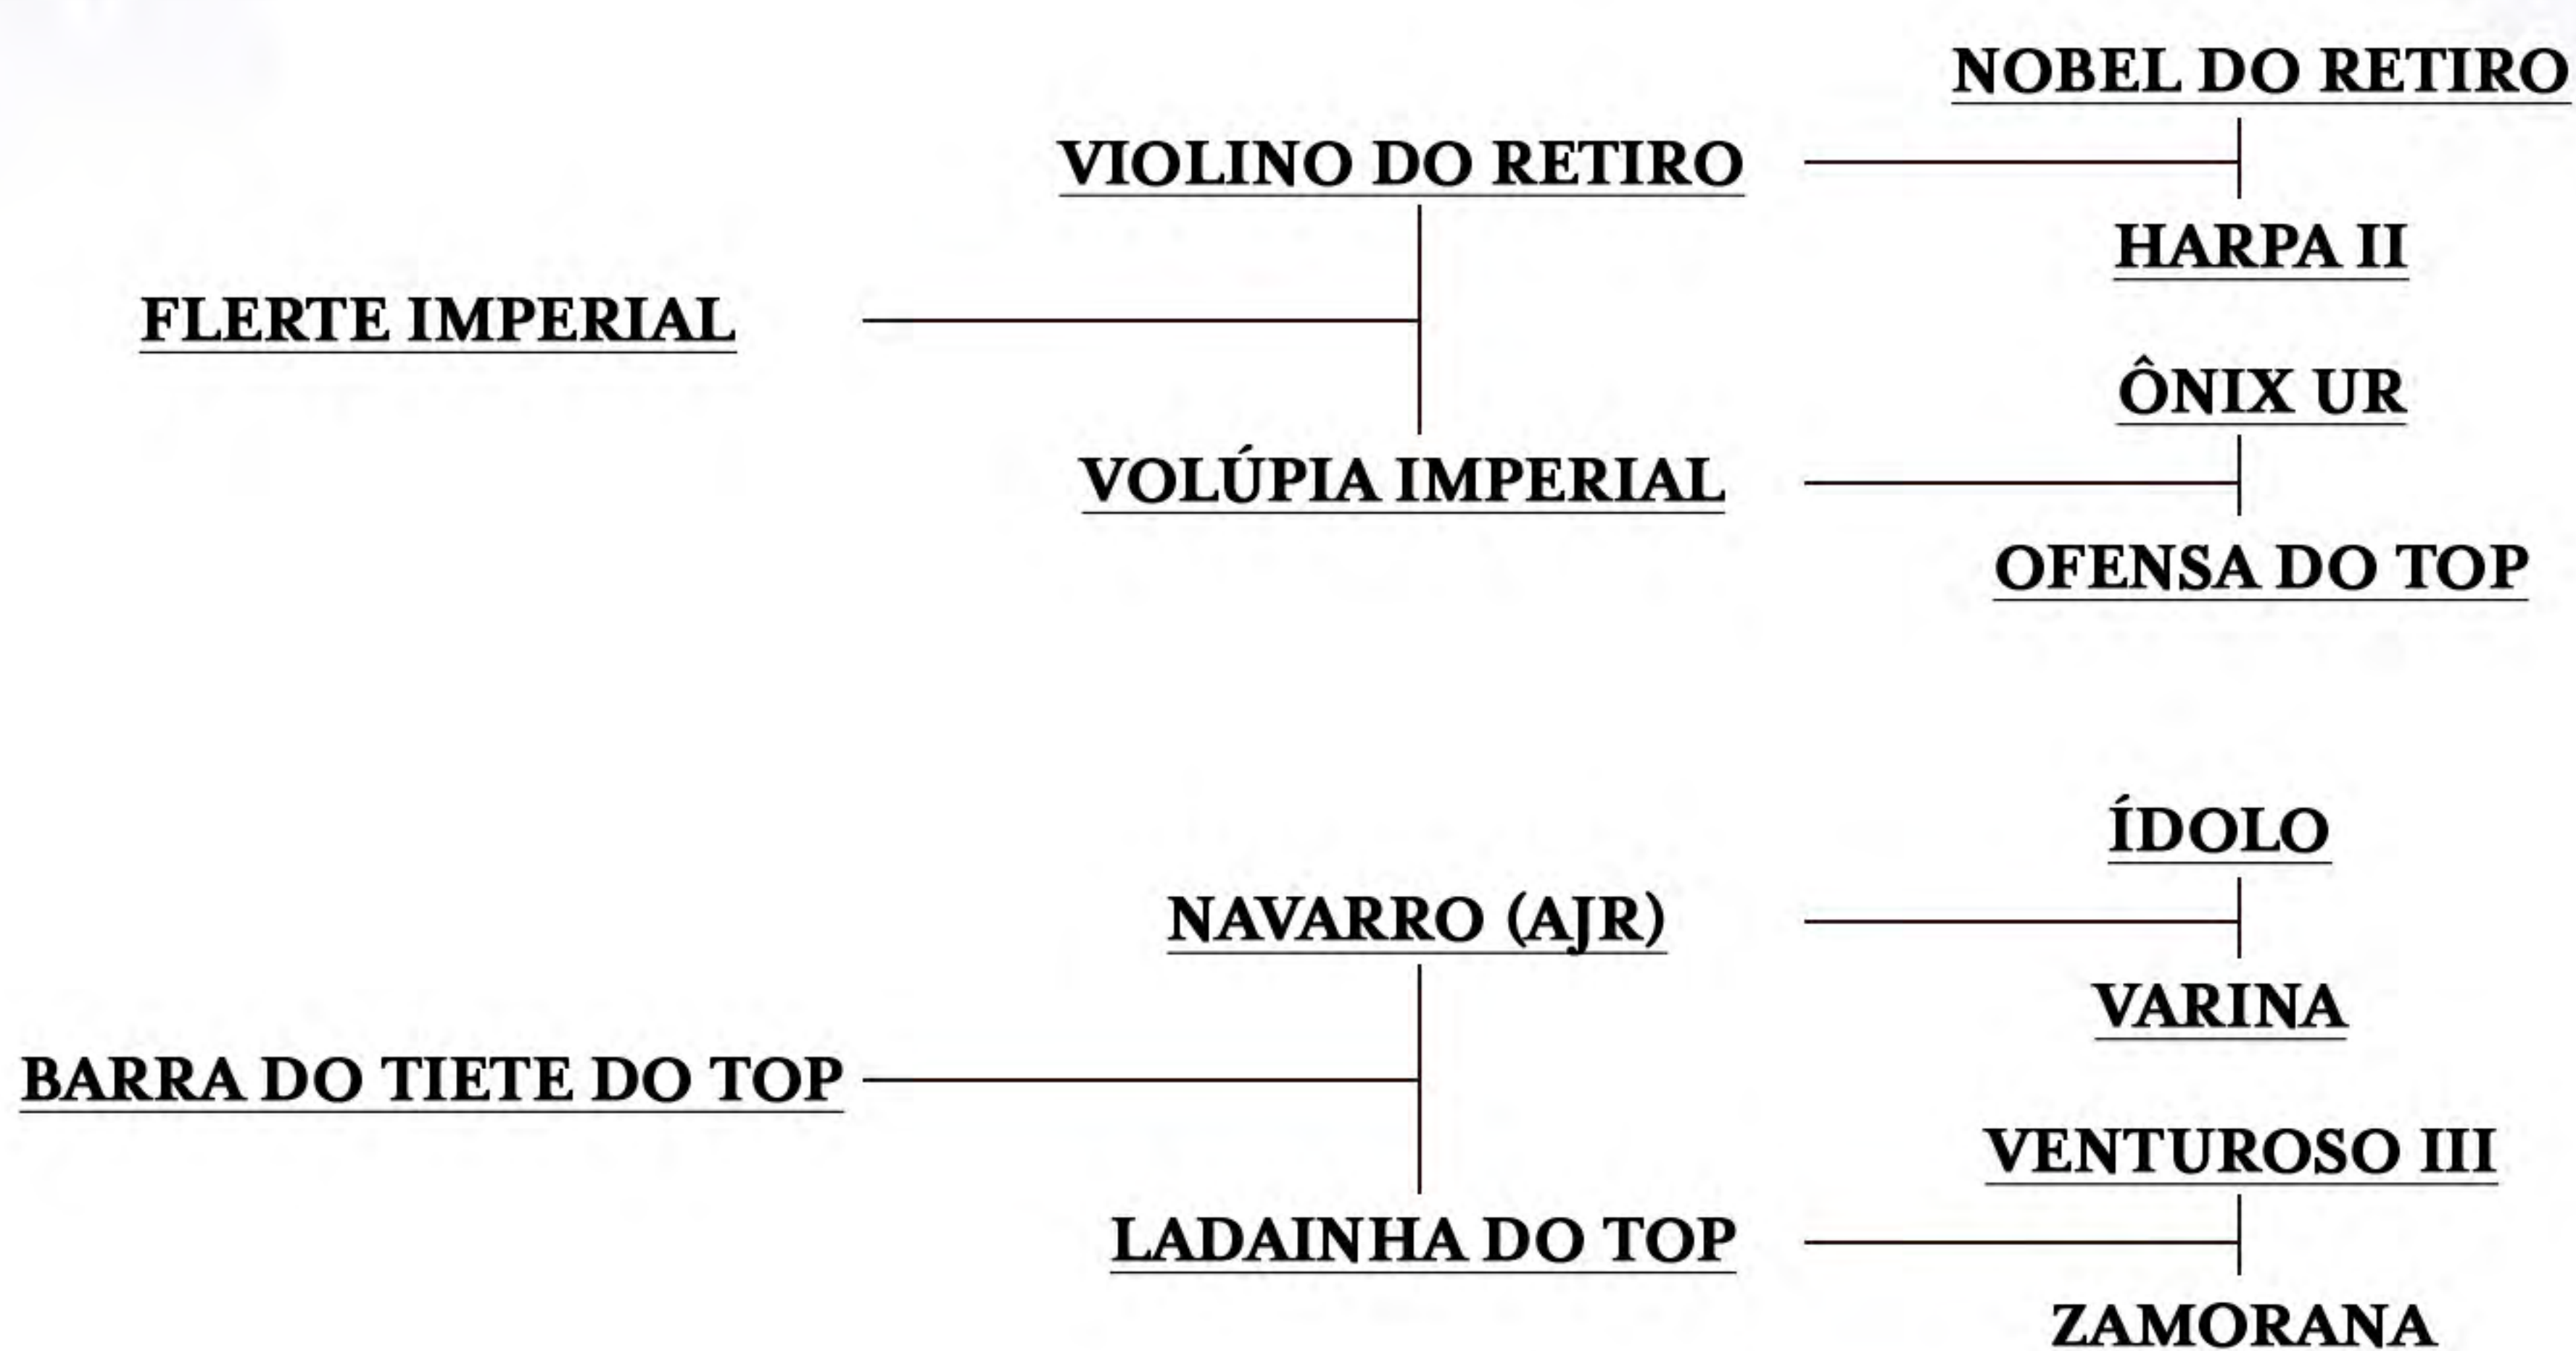 NOBEL DO RETIRO
VIOLINO DO RETIRO
HARPA II
FLERTE IMPERIAL
ÔNIX UR
VOLÚPIA IMPERIAL
OFENSA DO TOP
ÍDOLO
NAVARRO (AJR)
VARINA
BARRA DO TIETE DO TOP
VENTUROSO III
LADAINHA DO TOP
ZAMORANA